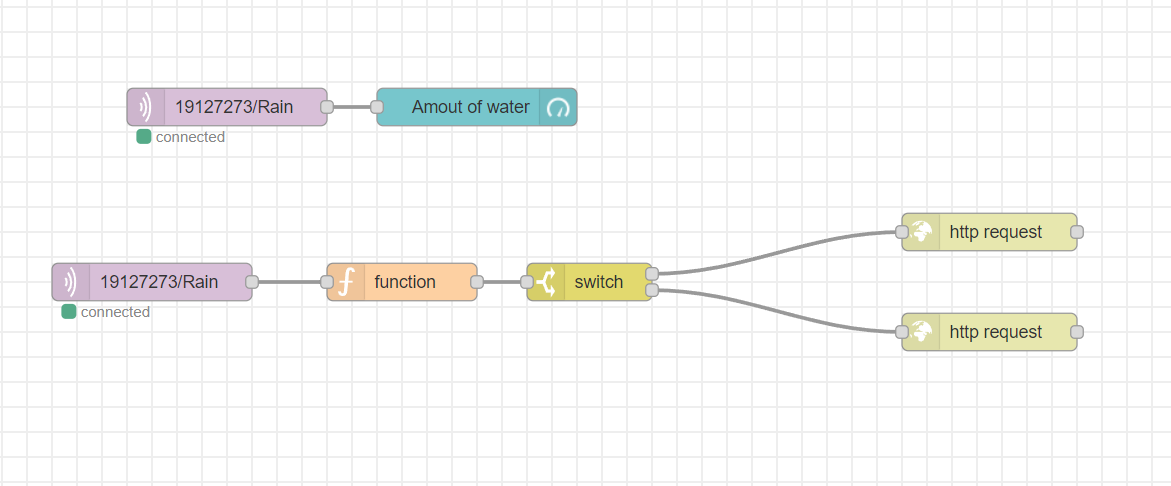 19127273/Rain
Amout of water
connected
http request
19127273/Rain
function
switch
connected
http request